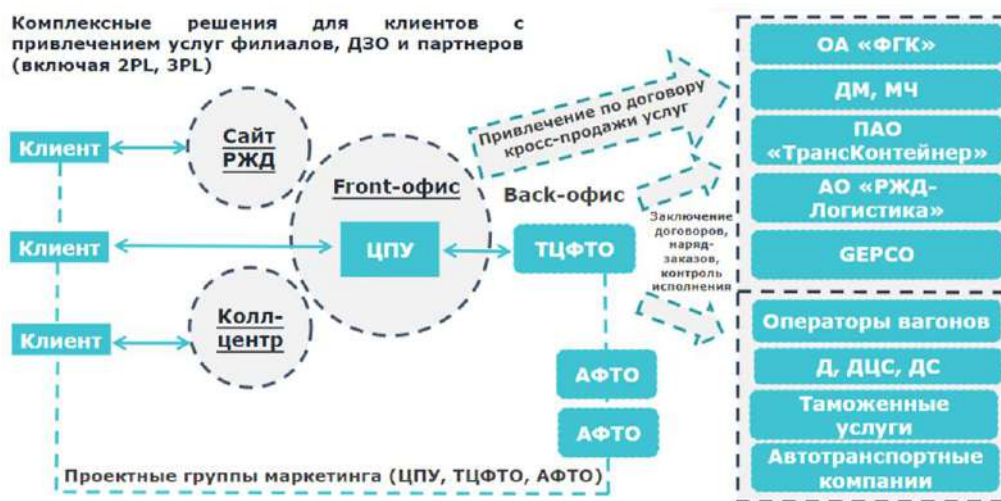 Комплексные решения для клиентов с
привлечением услуг филиалов, ДЗО и партнеров
(включая 2PL, 3PL)
Клиент
Сайт
РЖД
Клиент
Front-офис
ЦПУ
Клиент
Колл-
центр
Back-офис
ТЦФТО
АФТО
АФТО
Привлечение по договору
кросс-продажи услуг
Заключение
договоров,
наряд-
заказов,
контроль
исполнения
ОА «ФГК»
ДМ, МЧ
ПАО
«ТрансКонтейнер»
АО «РЖД-
Логистика»
GEPCO
Операторы вагонов
Д, ДЦС, ДС
Таможенные
услуги
Автотранспортные
компании
Проектные группы маркетинга (ЦПУ, ТЦФТО, АФТО)